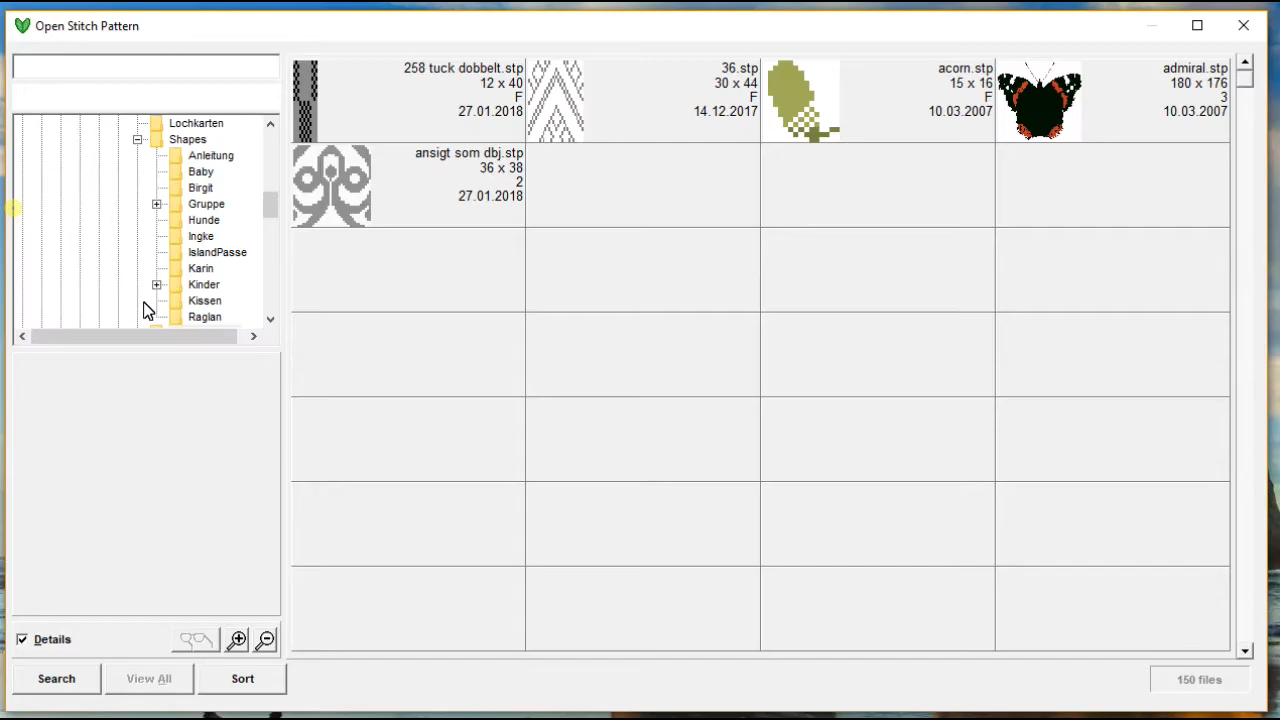 Open Stitch Pattern
Lochkarten
Shapes
Anleitung
Baby
Birgit
Gruppe
Hunde
Ingke
IslandPasse
Karin
Kinder
Kissen
Raglan
258 tuck dobbelt.stp
12 x 40
F
27.01.2018
36.stp
30 x 44
F
14.12.2017
acorn.stp
15 x 16
F
10.03.2007
admiral.stp
180 x 176
3
10.03.2007
ansigt som dbj.stp
36 x 38
2
27.01.2018
Details
Search
View All
Sort
150 files